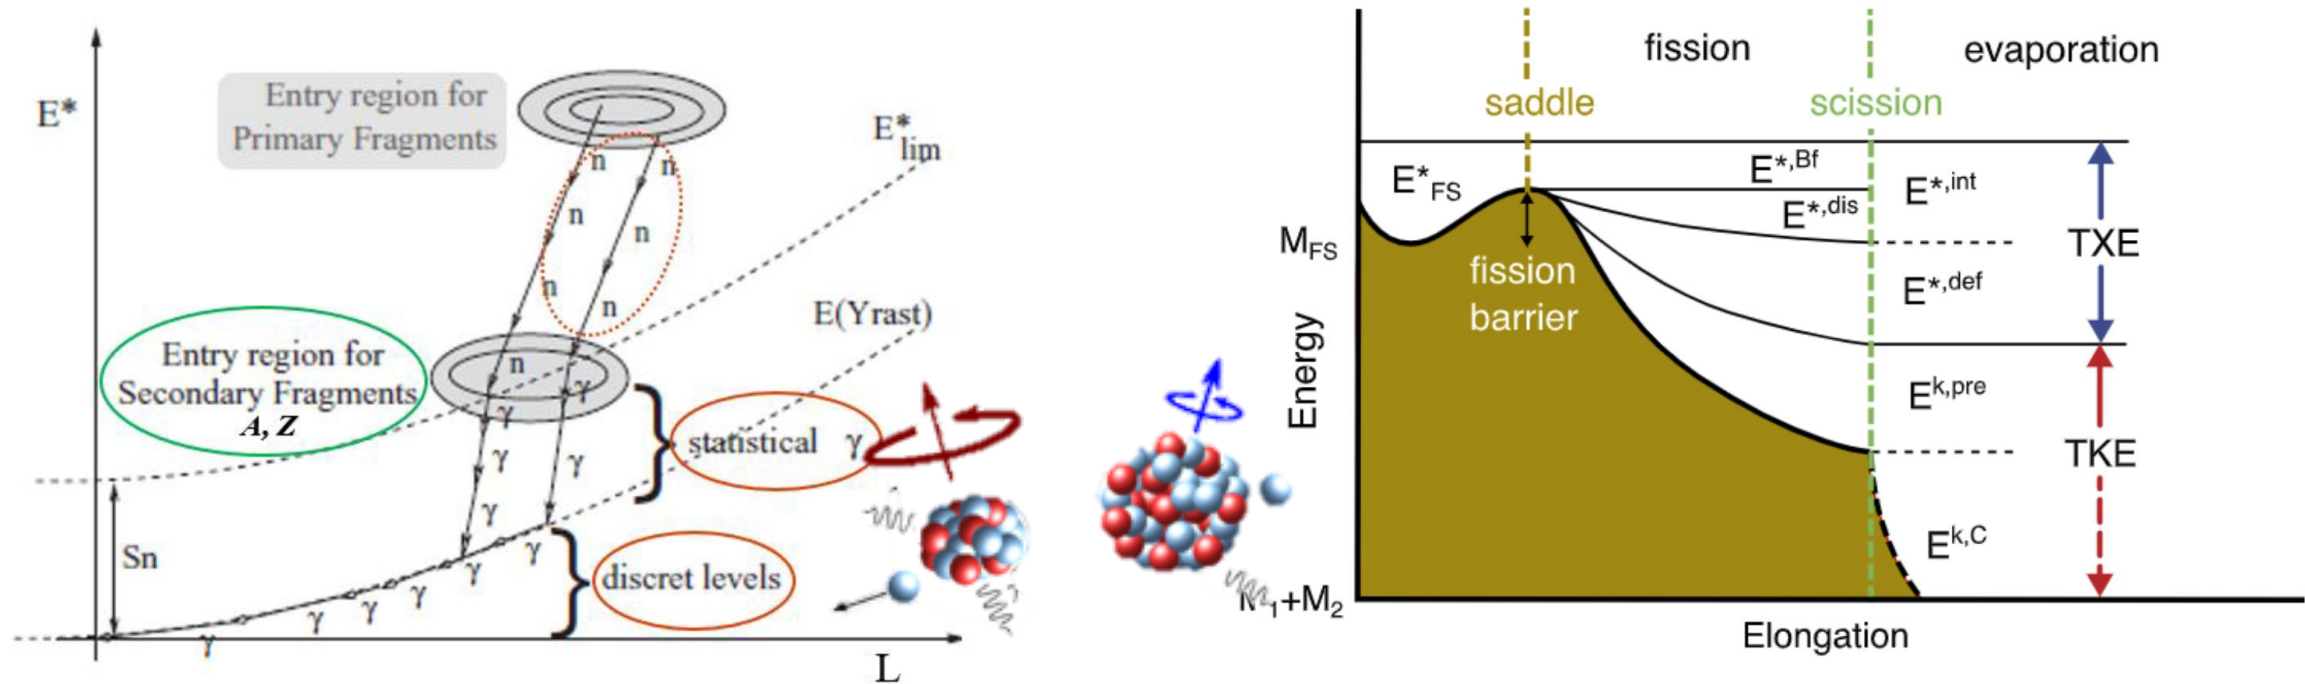 E*
Entry region for
Primary Fragments
E*lim
n
n
n
n
n
n
E(Yrast)
Entry region for
Secondary Fragments
A, Z
n
γ
γ
statistical γ
γ
γ
γ
Sn
γ
discret levels
γ
γ
γ
γ
γ
L
fission
evaporation
saddle
scission
E*FS
E*,Bf
E*,int
E*,dis
MFS
TXE
fission
barrier
E*,def
Energy
Ek,pre
TKE
Ek,C
1+M2
Elongation